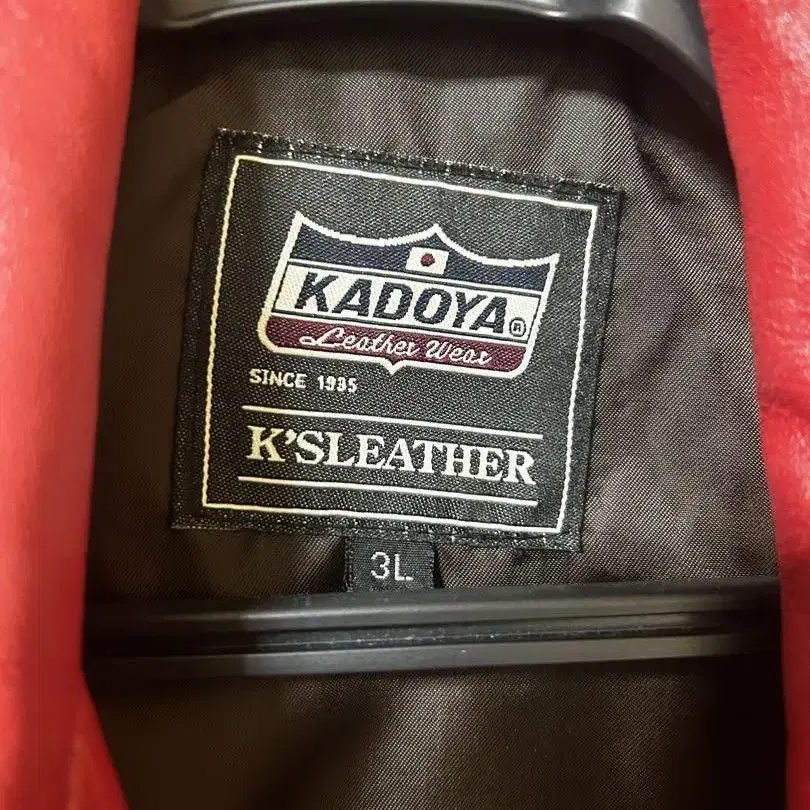 KADOYA®
Leather Wear
SINCE 1935
K'SLEATHER
3L